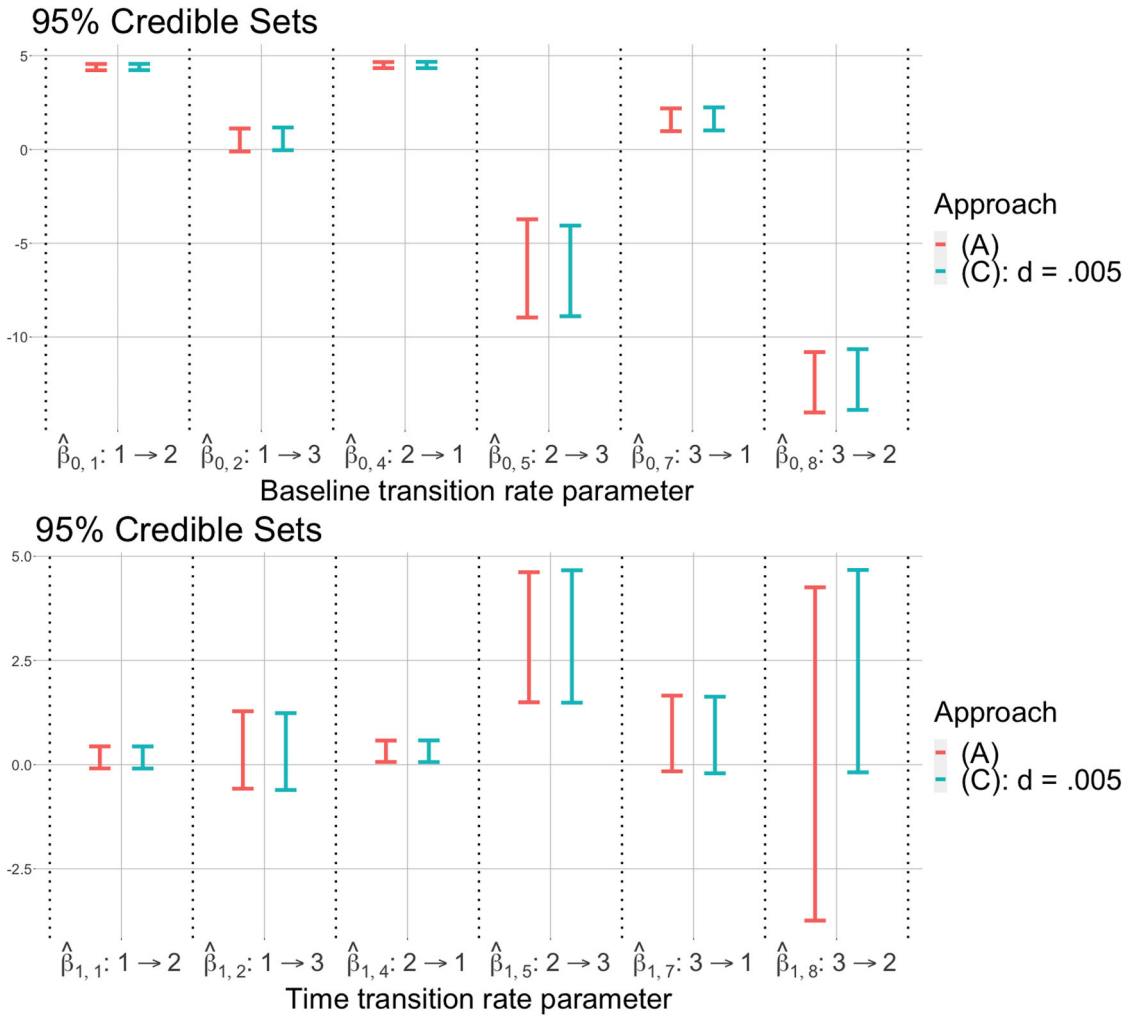 95% Credible Sets
5
0
-5
-10
β̂0, 1: 1 → 2 β̂0, 2: 1 → 3 β̂0, 4: 2 → 1 β̂0, 5: 2 → 3 β̂0, 7: 3 → 1 β̂0, 8: 3 → 2
Baseline transition rate parameter
Approach
(A)
(C): d = .005
95% Credible Sets
5.0
2.5
0.0
-2.5
β̂1, 1: 1 → 2 β̂1, 2: 1 → 3 β̂1, 4: 2 → 1 β̂1, 5: 2 → 3 β̂1, 7: 3 → 1 β̂1, 8: 3 → 2
Time transition rate parameter
Approach
(A)
(C): d = .005